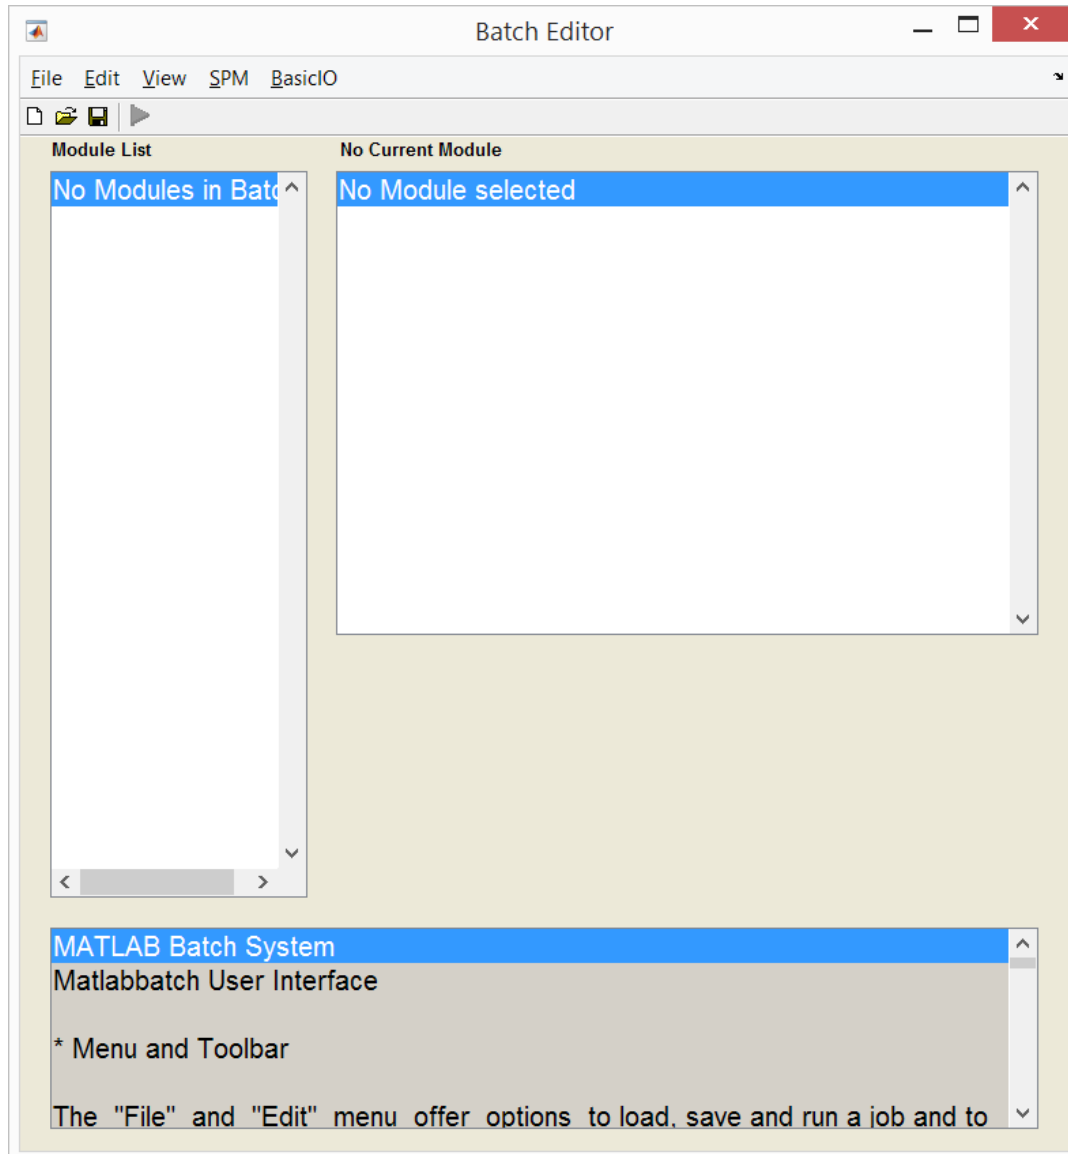 Batch Editor
File Edit View SPM BasicIO
Module List
No Current Module
No Modules in Batc
No Module selected
MATLAB Batch System
Matlabbatch User Interface
* Menu and Toolbar
The "File" and "Edit" menu offer options to load, save and run a job and to